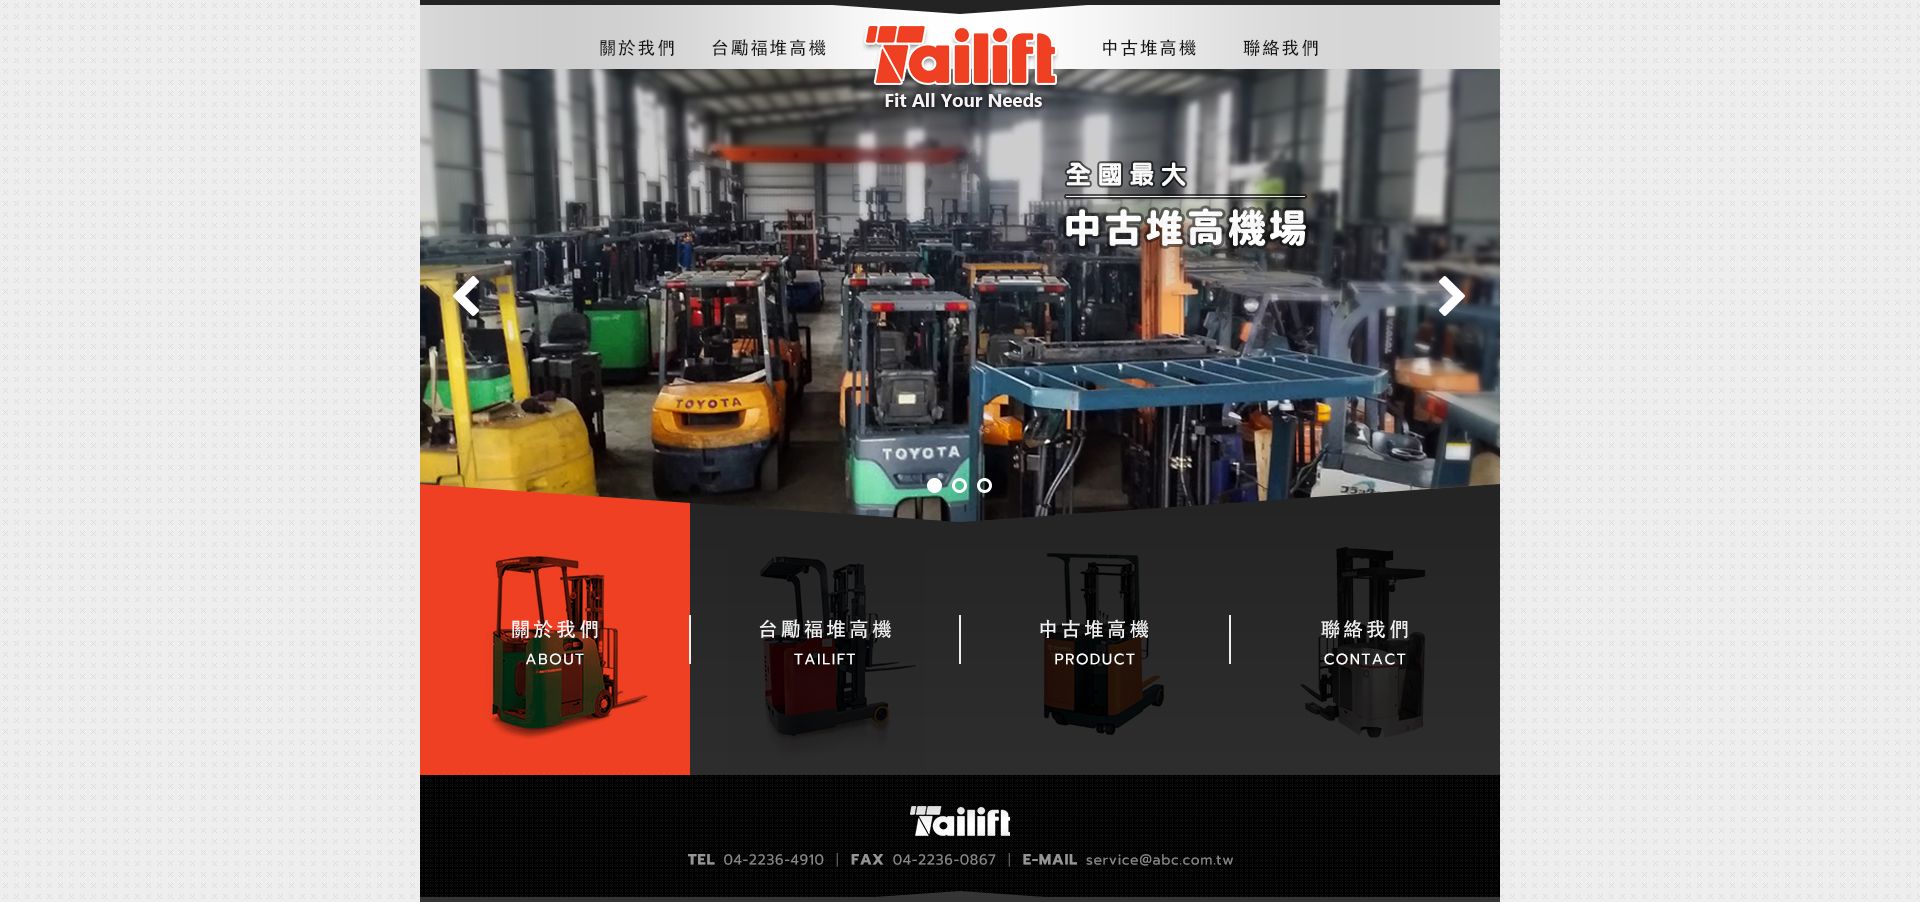 關於我們
台勵福堆高機
Tailift
Fit All Your Needs
中古堆高機
聯絡我們
全國最大
中古堆高機場
TOYOTA
TOYOTA
關於我們
ABOUT
台勵福堆高機
TAILIFT
中古堆高機
PRODUCT
聯絡我們
CONTACT
Tailift
TEL 04-2236-4910 | FAX 04-2236-0867 | E-MAIL service@abc.com.tw